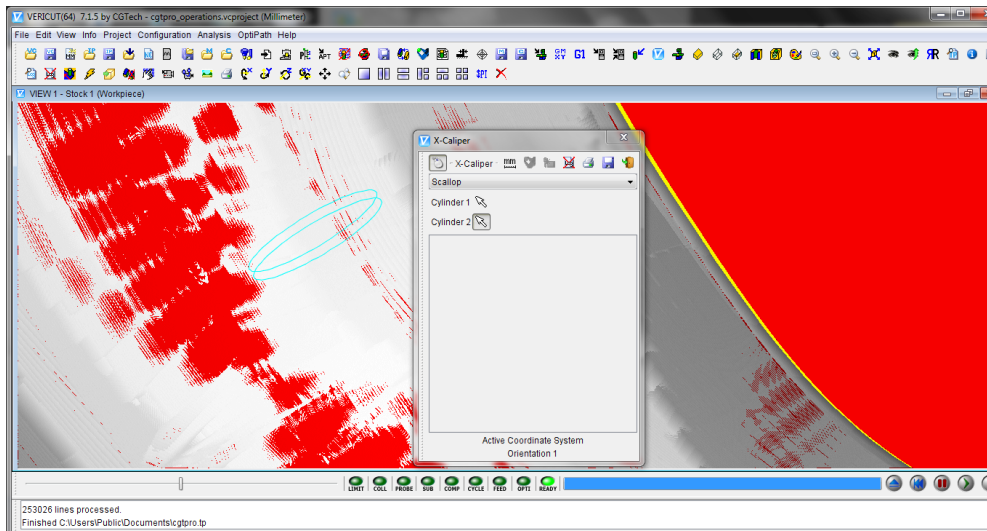 VERICUT(64)  7.1.5 by CGTech - cgtpro_operations.vcproject (Millimeter)
File Edit View Info Project Configuration Analysis OptiPath Help
VIEW 1 - Stock 1 (Workpiece)
X-Caliper
X-Caliper
Scallop
Cylinder 1
Cylinder 2
Active Coordinate System
Orientation 1
LIMIT COLL PROBE SUB COMP CYCLE FEED OPTI READY
253026 lines processed.
Finished C:\Users\Public\Documents\cgtpro.tp